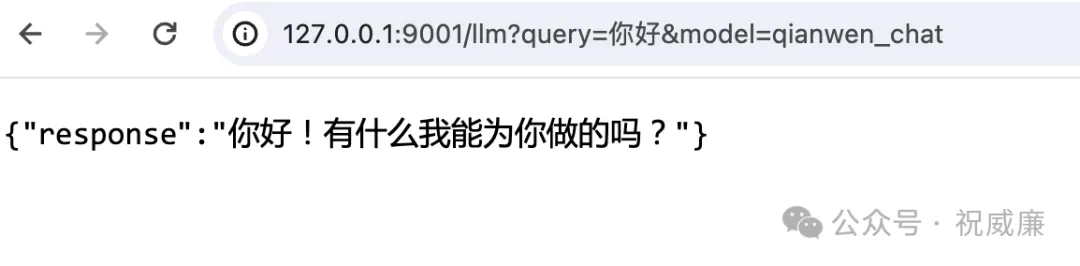 127.0.0.1:9001/llm?query=你好&model=qianwen_chat
{"response":"你好！有什么我能为你做的吗？"}
公众号 · 祝威廉